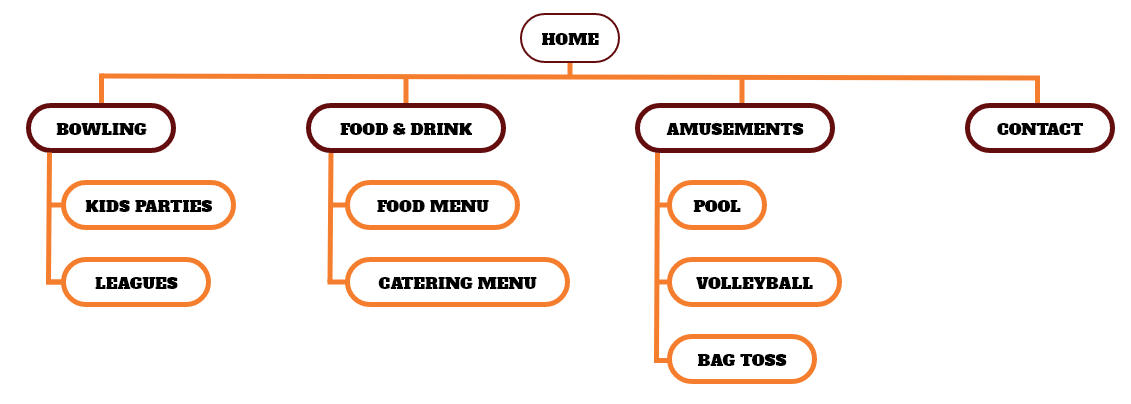 HOME
BOWLING
FOOD & DRINK
AMUSEMENTS
CONTACT
KIDS PARTIES
FOOD MENU
POOL
LEAGUES
CATERING MENU
VOLLEYBALL
BAG TOSS